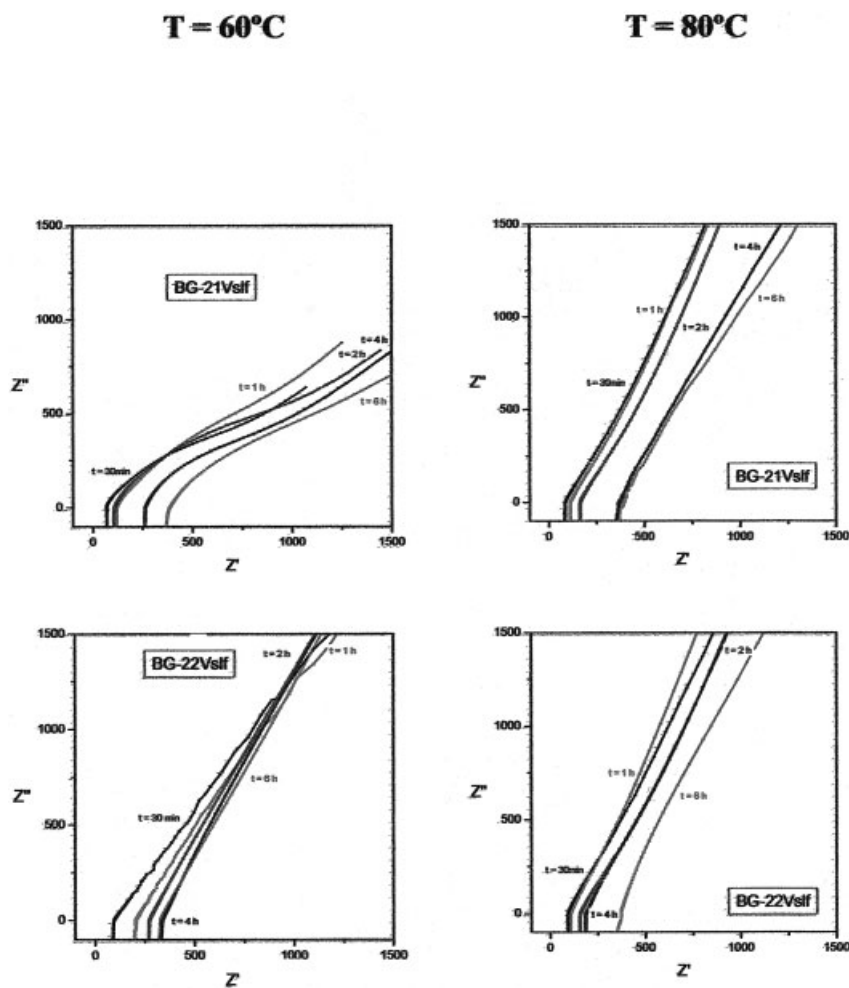 T = 60°C
T = 80°C
1500
1000
500
0
Z''
BG-21Vslf
t=4h
t=2h
t=1h
t=6h
t=30min
0
500
1000
1500
Z'
1500
1000
500
0
Z''
t=4h
t=1h
t=6h
t=2h
t=30min
BG-21Vslf
0
500
1000
1500
Z'
1500
1000
500
0
Z''
BG-22Vslf
t=2h
t=1h
t=6h
t=30min
t=4h
0
500
1000
1500
Z'
1500
1000
500
0
Z''
t=2h
t=1h
t=6h
t=30min
t=4h
BG-22Vslf
0
500
1000
1500
Z'